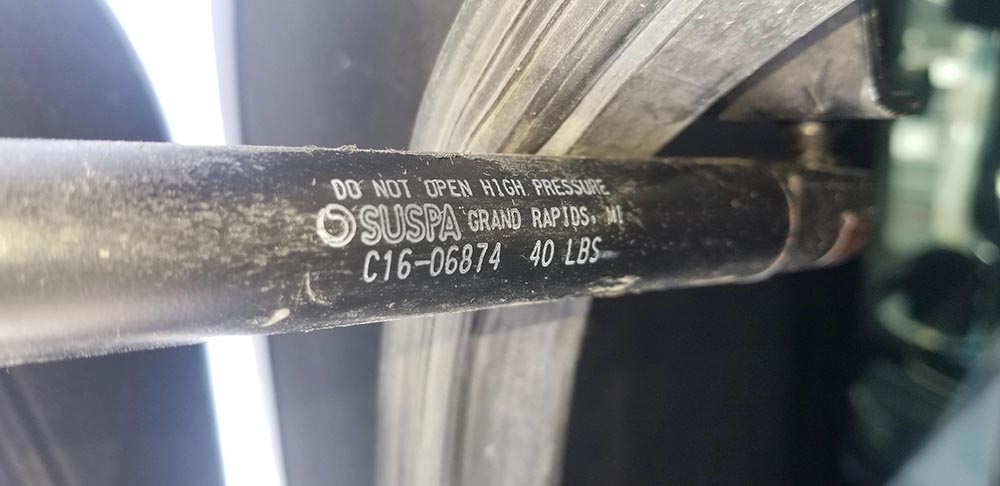 DO NOT OPEN HIGH PRESSURE
SUSPA GRAND RAPIDS, MI
C16-06874 40 LBS